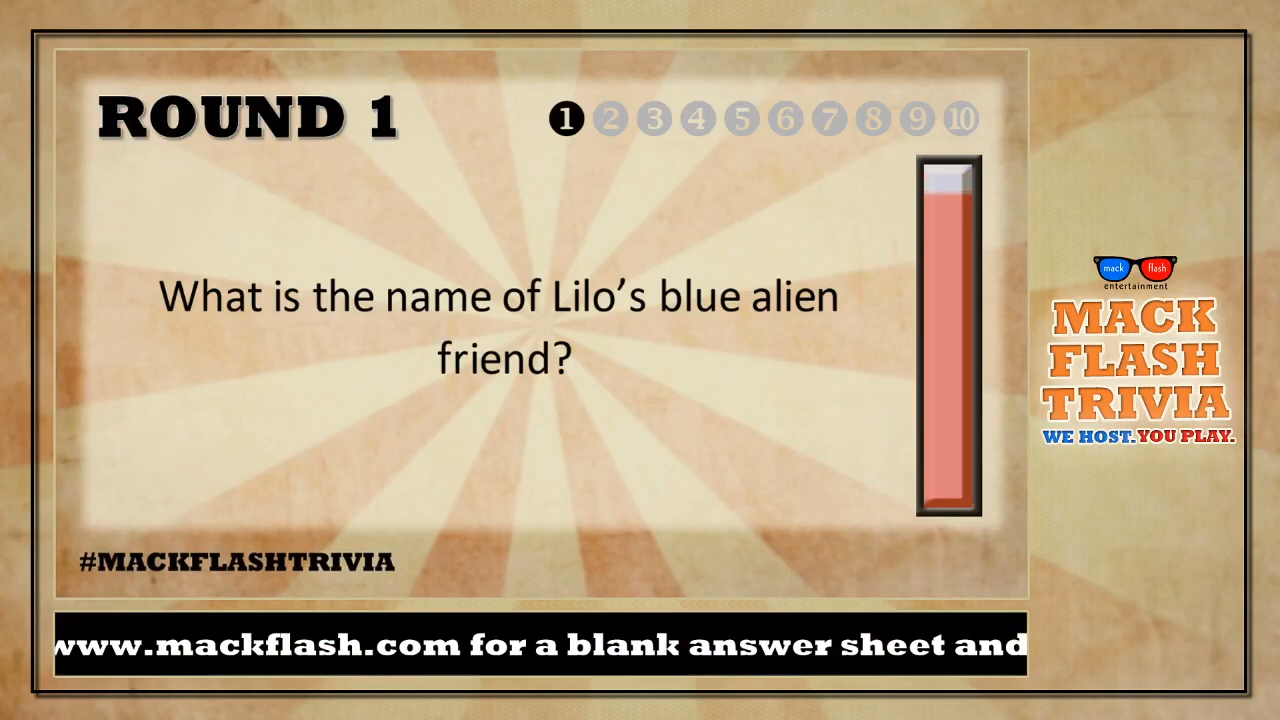 ROUND 1
1 2 3 4 5 6 7 8 9 10
What is the name of Lilo’s blue alien
friend?
#MACKFLASHTRIVIA
www.mackflash.com for a blank answer sheet and
mack flash
entertainment
MACK
FLASH
TRIVIA
WE HOST. YOU PLAY.